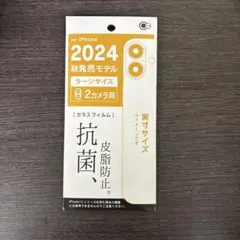 for iPhone
2024
秋発売モデル
ラージサイズ
2カメラ用
[ガラスフィルム]
抗菌、
皮脂防止。
実寸サイズ